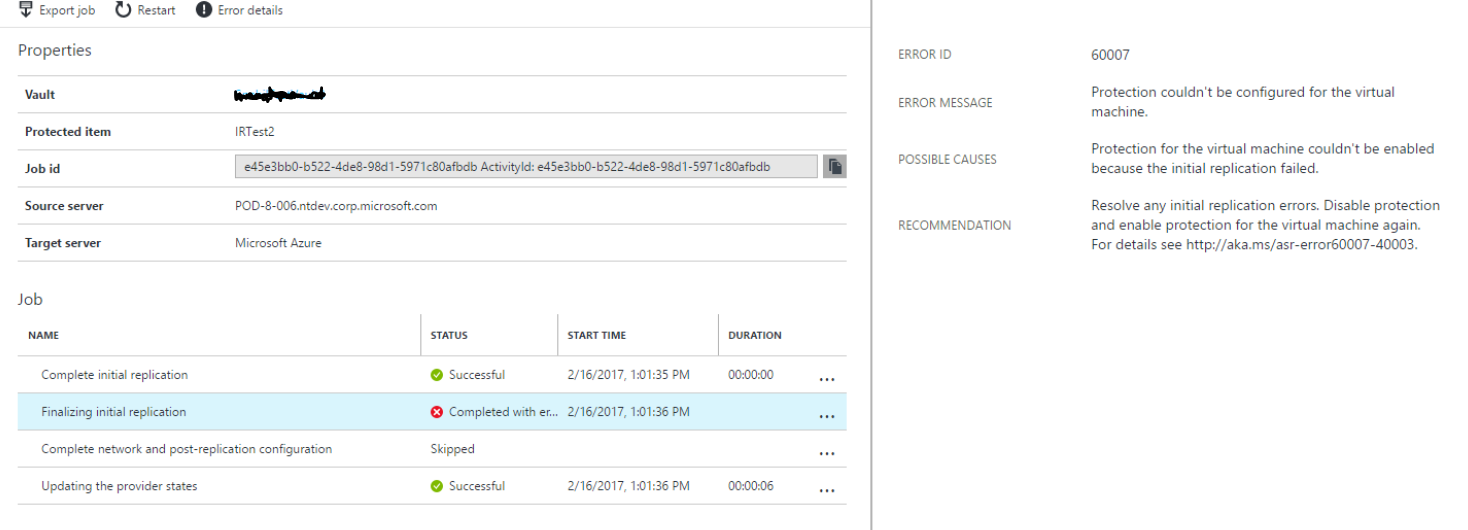 Export job Restart Error details
Properties
Vault
Protected item IRTest2
Job id e45e3bb0-b522-4de8-98d1-5971c80afbdb ActivityId: e45e3bb0-b522-4de8-98d1-5971c80afbdb
Source server POD-8-006.ntdev.corp.microsoft.com
Target server Microsoft Azure
Job
NAME STATUS START TIME DURATION
Complete initial replication Successful 2/16/2017, 1:01:35 PM 00:00:00 ...
Finalizing initial replication Completed with er... 2/16/2017, 1:01:36 PM ...
Complete network and post-replication configuration Skipped ...
Updating the provider states Successful 2/16/2017, 1:01:36 PM 00:00:06 ...
ERROR ID 60007
ERROR MESSAGE Protection couldn't be configured for the virtual
machine.
POSSIBLE CAUSES Protection for the virtual machine couldn't be enabled
because the initial replication failed.
RECOMMENDATION Resolve any initial replication errors. Disable protection
and enable protection for the virtual machine again.
For details see http://aka.ms/asr-error60007-40003.